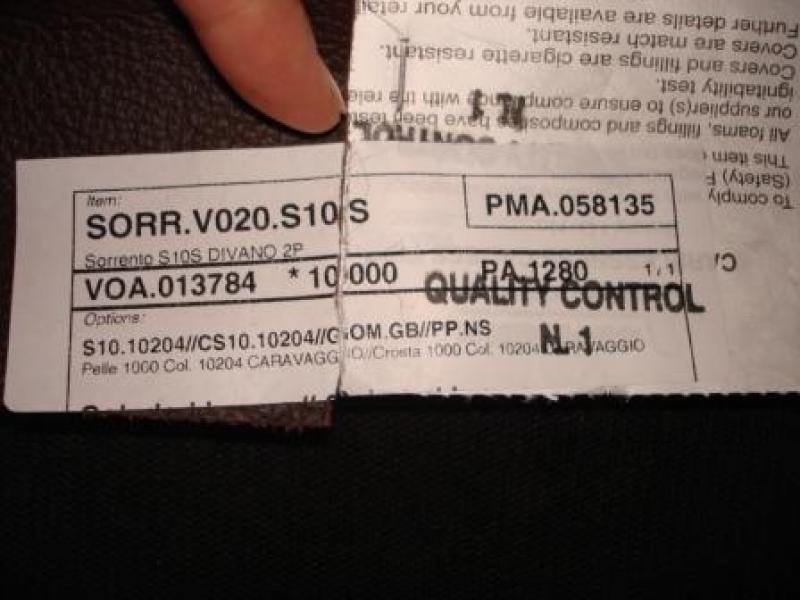 Further details are available from your retai
Covers are match resistant.
Covers and fillings are cigarette resistant.
ignitability test.
our supplier(s) to ensure compliance with the rele
All foams, fillings and composites have been teste
This item
(Safety) F
To comply
CONTROL
N.1
Item:
SORR.V020.S10S
PMA.058135
Sorrento S10S DIVANO 2P
VOA.013784 * 10 000 PA.1280 1/1
QUALITY CONTROL
N.1
Options:
S10.10204//CS10.10204//GOM.GB//PP.NS
Pelle 1000 Col. 10204 CARAVAGGIO//Crosta 1000 Col. 10204 CARAVAGGIO